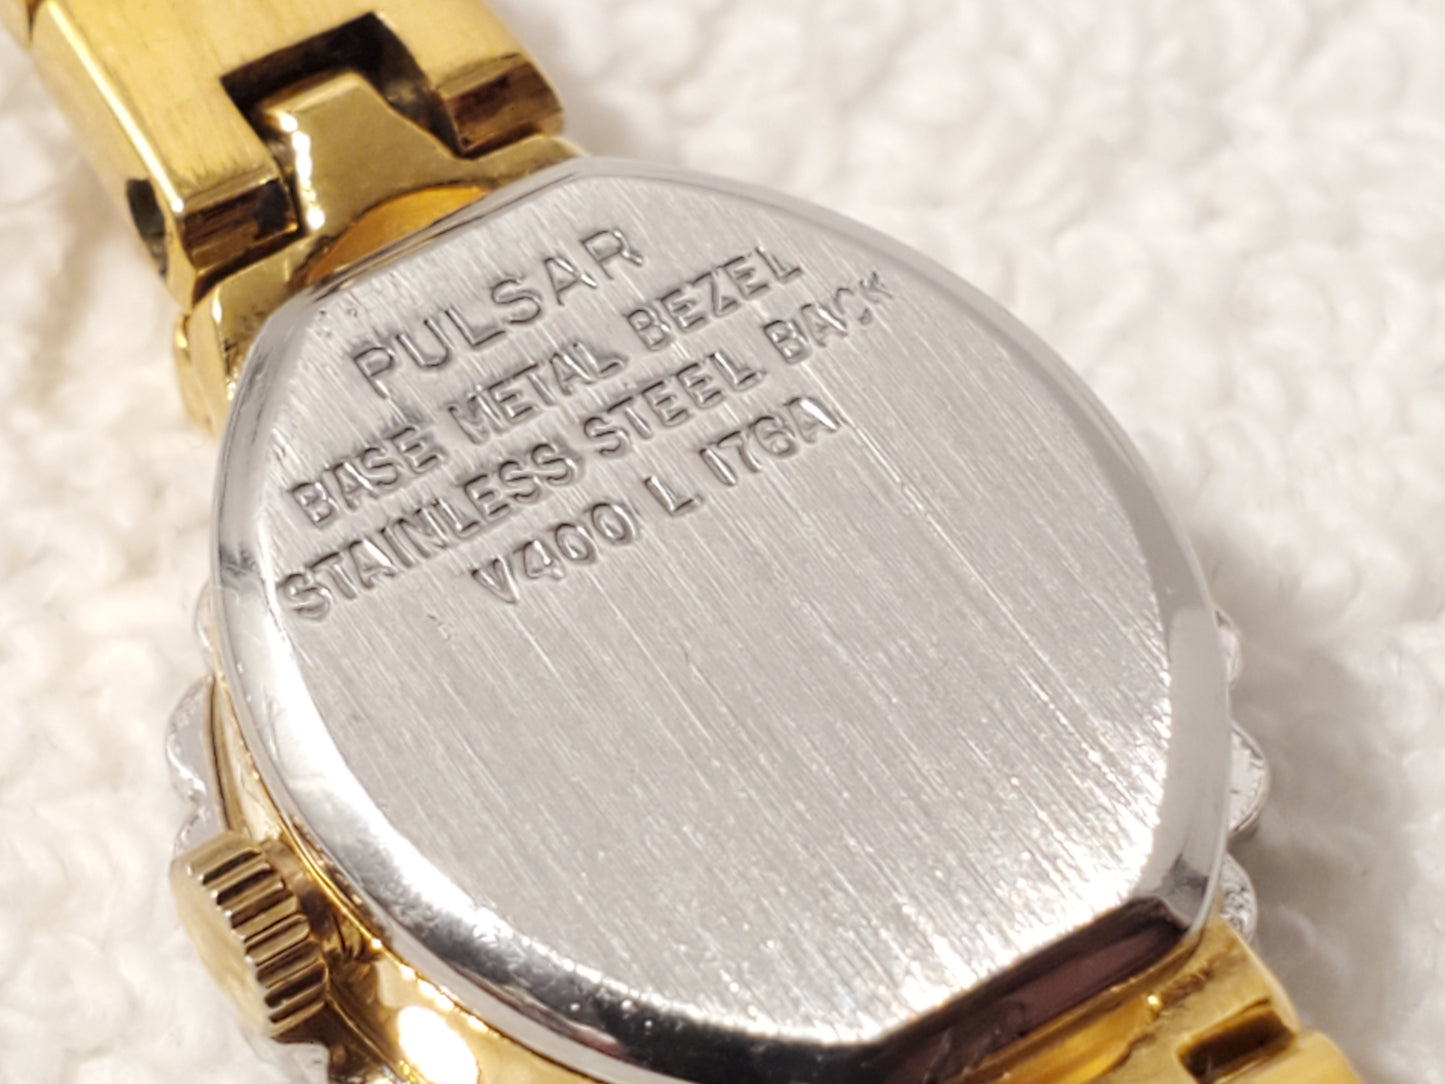 PULSAR
BASE METAL BEZEL
STAINLESS STEEL BACK
V400 L 176A